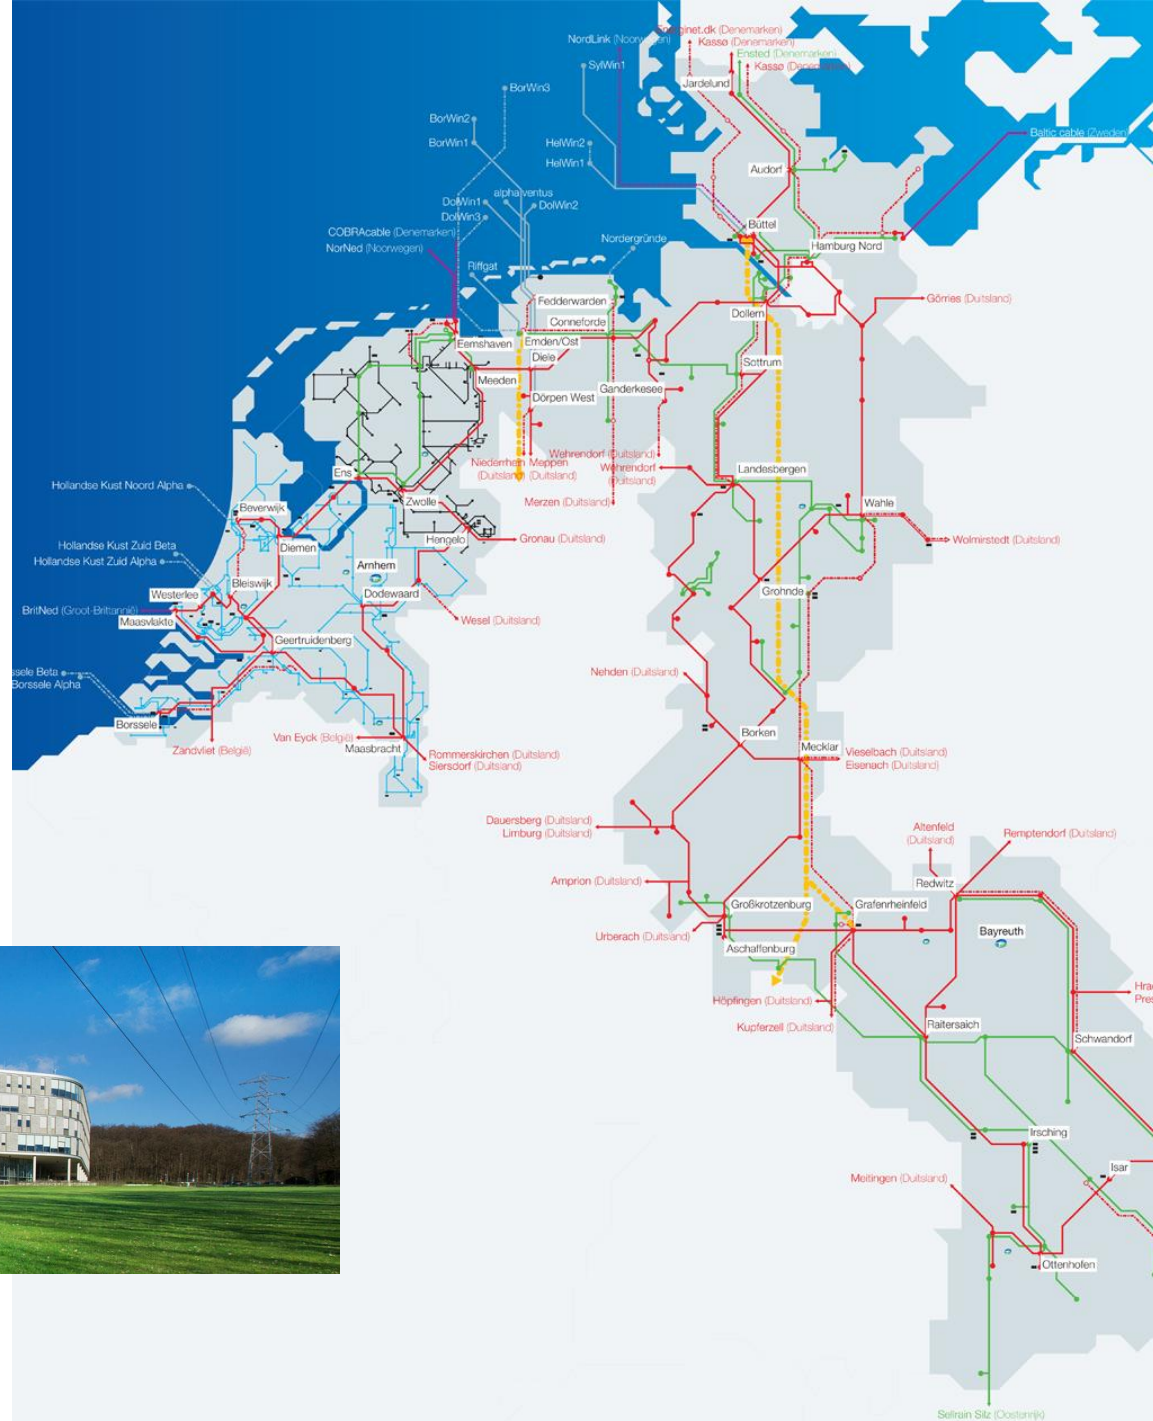 Energinet.dk (Denemarken)
NordLink (Noorwegen)
Kassø (Denemarken)
Ensted (Denemarken)
SylWin1
Kassø (Denemarken)
Jardelund
BorWin3
BorWin2
BorWin1
HelWin2
HelWin1
Baltic cable (Zweden)
Audorf
alpha ventus
DolWin1
DolWin2
DolWin3
Büttel
COBRAcable (Denemarken)
NorNed (Noorwegen)
Nordergründe
Hamburg Nord
Riffgat
Fedderwarden
Görries (Duitsland)
Dollern
Conneforde
Eemshaven
Emden/Ost
Diele
Sottrum
Meeden
Ganderkesee
Dörpen West
Wehrendorf (Duitsland)
Niederrhein
(Duitsland)
Meppen
(Duitsland)
Wehrendorf
(Duitsland)
Landesbergen
Ens
Hollandse Kust Noord Alpha
Zwolle
Merzen (Duitsland)
Wahle
Beverwijk
Hengelo
Gronau (Duitsland)
Wolmirstedt (Duitsland)
Diemen
Hollandse Kust Zuid Beta
Hollandse Kust Zuid Alpha
Arnhem
Bleiswijk
Westerlee
Dodewaard
Grohnde
BritNed (Groot-Brittannië)
Maasvlakte
Wesel (Duitsland)
Geertruidenberg
ssele Beta
Borssele Alpha
Nehden (Duitsland)
Borssele
Zandvliet (België)
Van Eyck (België)
Maasbracht
Borken
Mecklar
Vieselbach (Duitsland)
Eisenach (Duitsland)
Rommerskirchen (Duitsland)
Siersdorf (Duitsland)
Dauersberg (Duitsland)
Limburg (Duitsland)
Altenfeld
(Duitsland)
Remptendorf (Duitsland)
Amprion (Duitsland)
Redwitz
Großkrotzenburg
Grafenrheinfeld
Urberach (Duitsland)
Bayreuth
Aschaffenburg
Hra
Pres
Höpfingen (Duitsland)
Kupferzell (Duitsland)
Raitersaich
Schwandorf
Irsching
Isar
Meitingen (Duitsland)
Ottenhofen
Sellrain Silz (Oostenrijk)